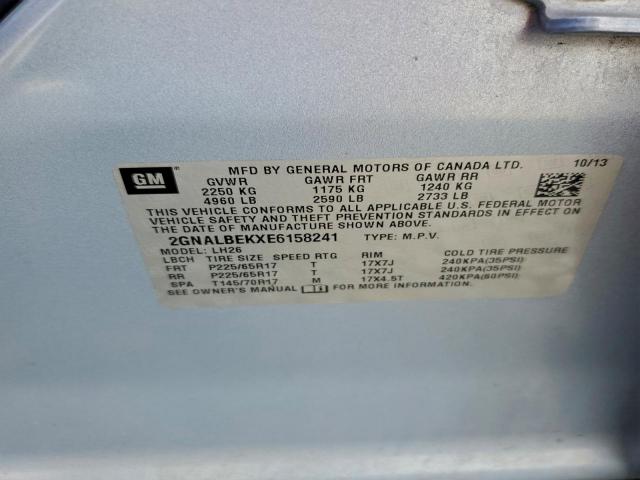 GM MFD BY GENERAL MOTORS OF CANADA LTD. 10/13
GVWR GAWR FRT GAWR RR
2250 KG 1175 KG 1240 KG
4960 LB 2590 LB 2733 LB
THIS VEHICLE CONFORMS TO ALL APPLICABLE U.S. FEDERAL MOTOR
VEHICLE SAFETY AND THEFT PREVENTION STANDARDS IN EFFECT ON
THE DATE OF MANUFACTURE SHOWN ABOVE.
2GNALBEKXE6158241 TYPE: M.P.V.
MODEL: LH26
LBCH TIRE SIZE SPEED RTG RIM COLD TIRE PRESSURE
FRT P225/65R17 T 17X7J 240KPA(35PSI)
RR P225/65R17 T 17X7J 240KPA(35PSI)
SPA T145/70R17 M 17X4.5T 420KPA(60PSI)
SEE OWNER'S MANUAL FOR MORE INFORMATION.